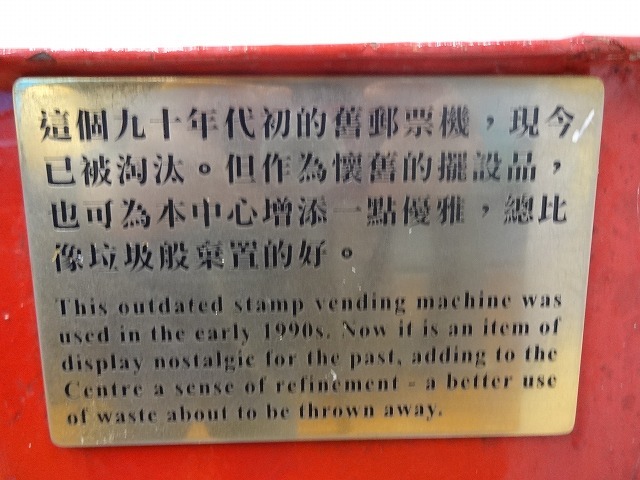 這個九十年代初的舊郵票機，現今
已被淘汰。但作為懷舊的擺設品，
也可為本中心增添一點優雅，總比
像垃圾般棄置的好。
This outdated stamp vending machine was
used in the early 1990s. Now it is an item of
display nostalgic for the past, adding to the
Centre a sense of refinement - a better use
of waste about to be thrown away.